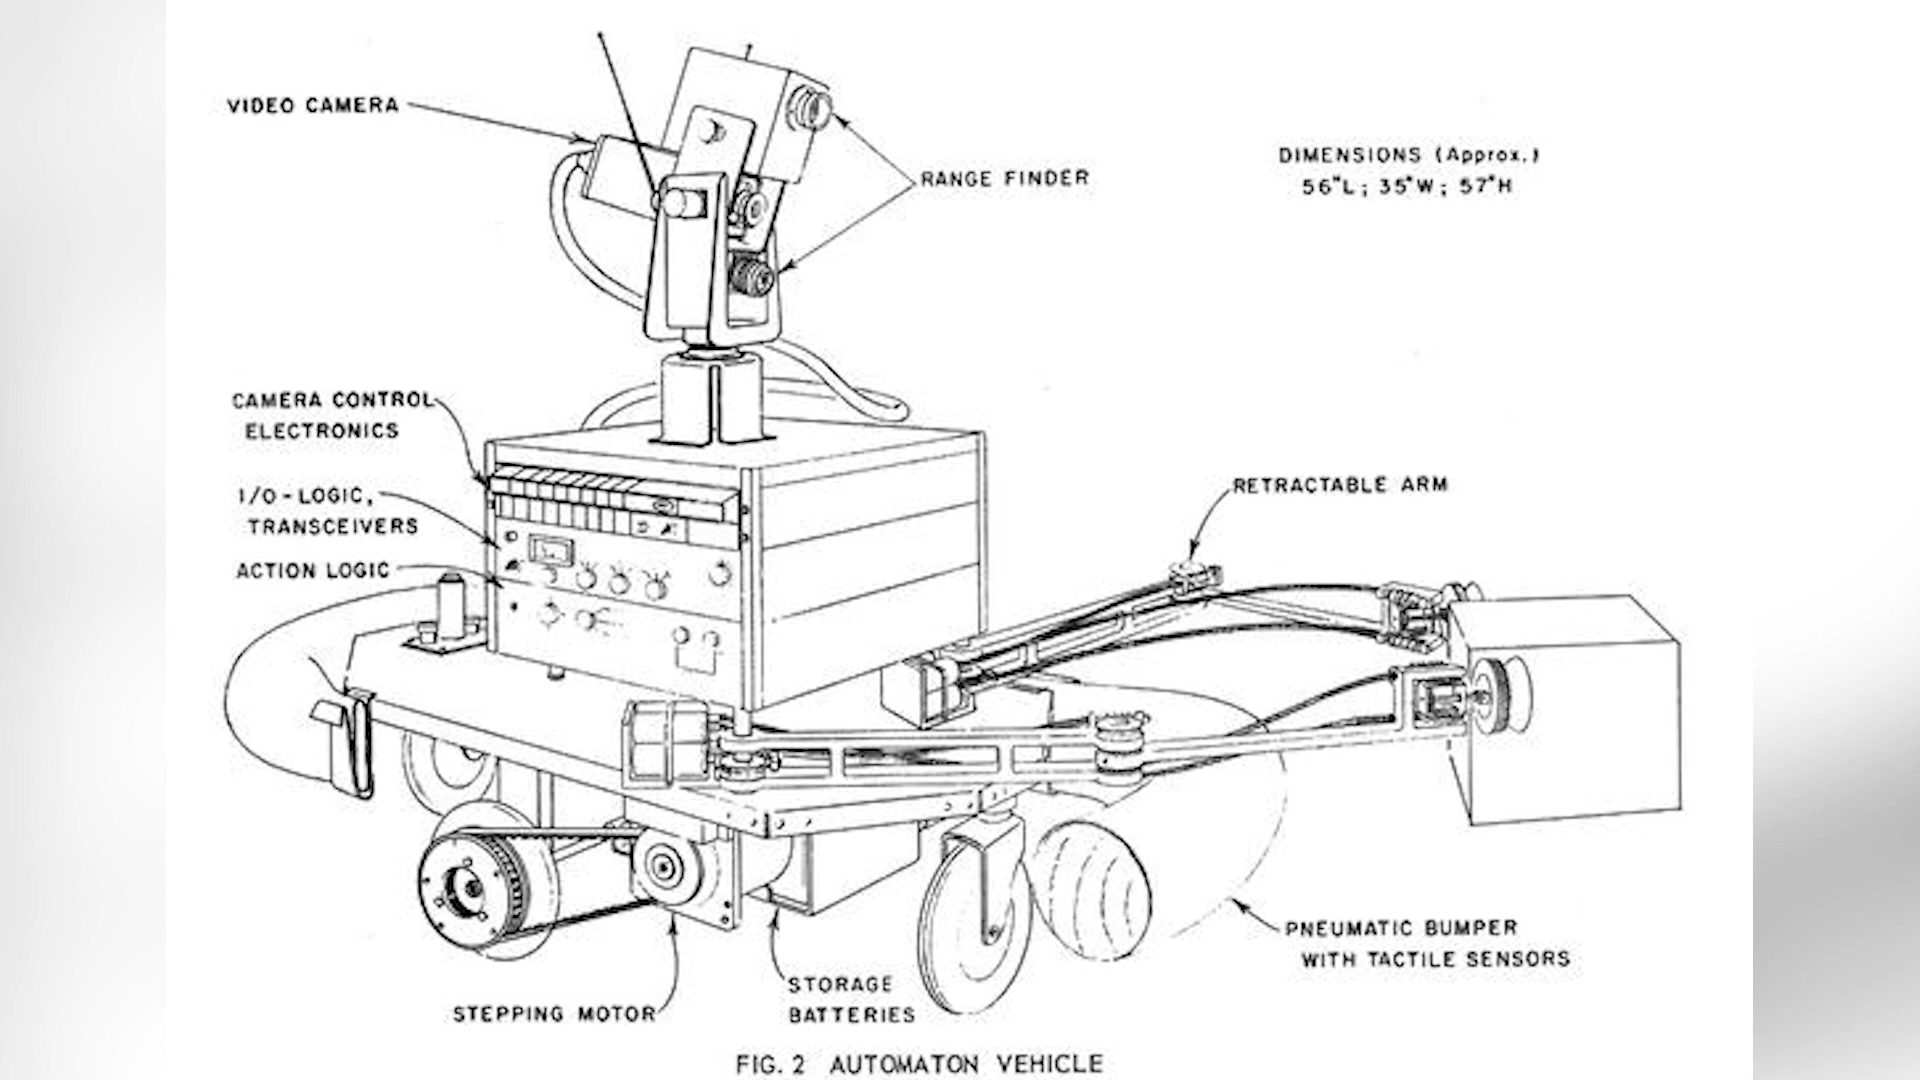 VIDEO CAMERA
RANGE FINDER
DIMENSIONS (Approx.)
56"L; 35"W; 57"H
CAMERA CONTROL
ELECTRONICS
I/O-LOGIC,
TRANSCEIVERS
ACTION LOGIC
RETRACTABLE ARM
PNEUMATIC BUMPER
WITH TACTILE SENSORS
STORAGE
BATTERIES
STEPPING MOTOR
FIG. 2 AUTOMATON VEHICLE